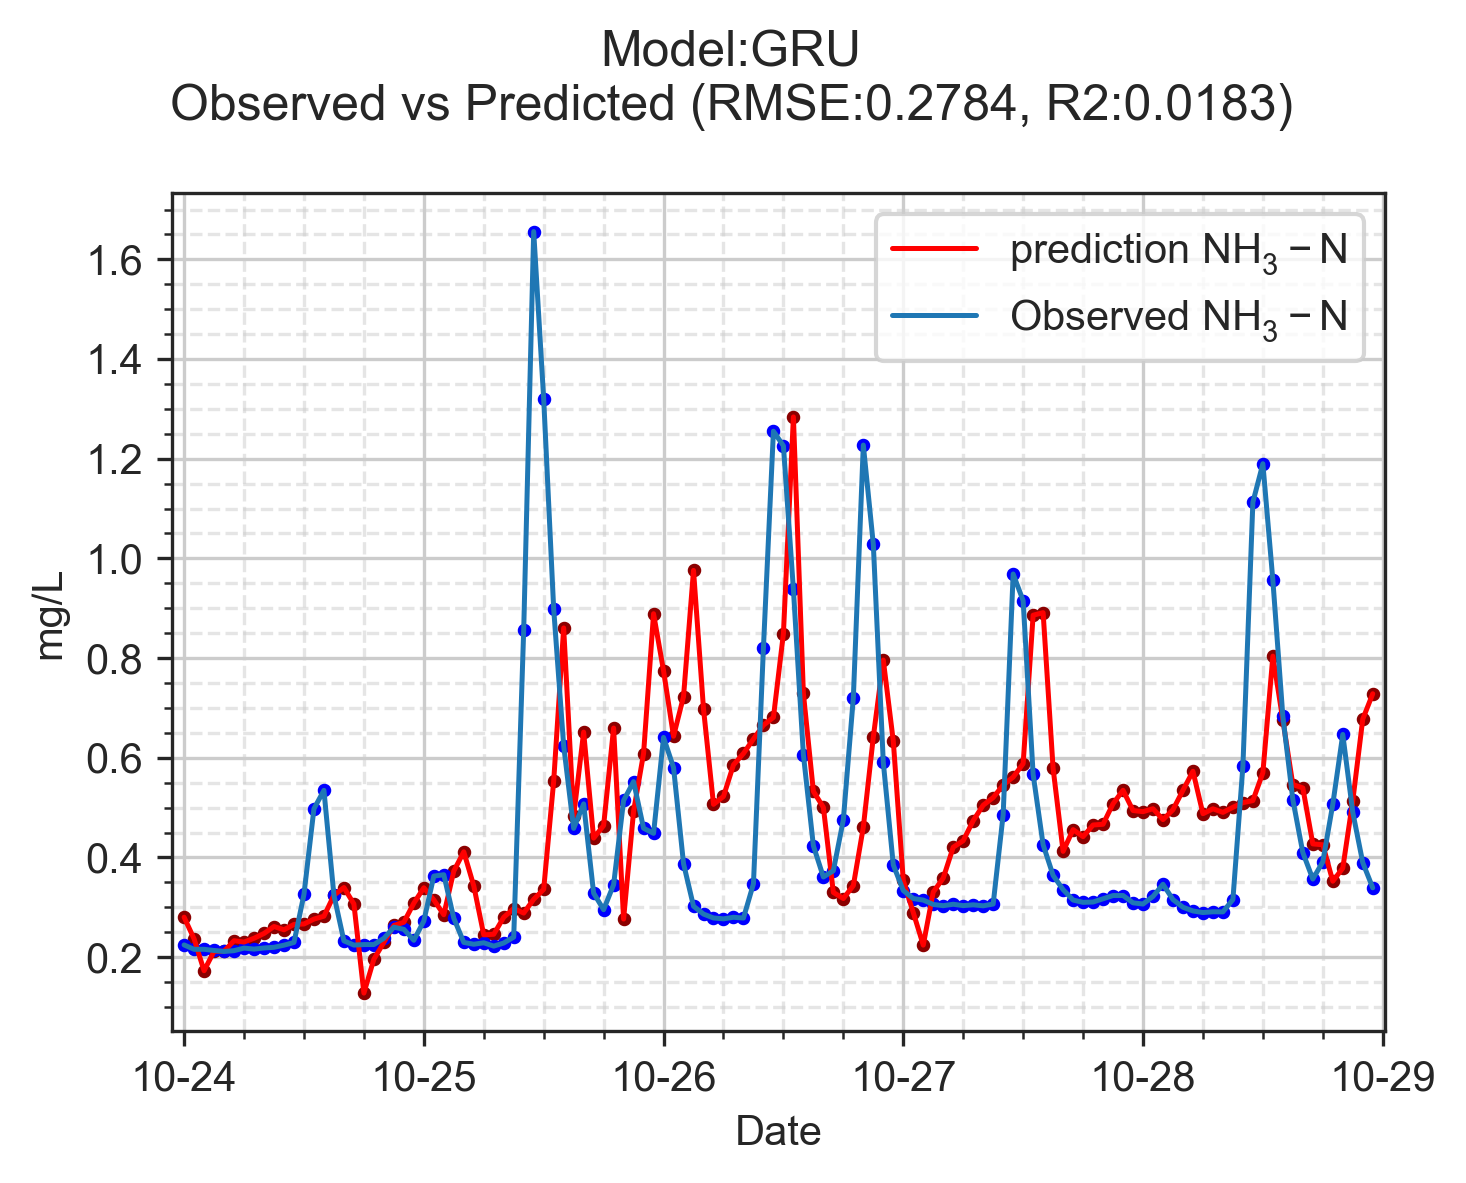 Model:GRU
Observed vs Predicted (RMSE:0.2784, R2:0.0183)
prediction NH₃ − N
Observed NH₃ − N
mg/L
1.6
1.4
1.2
1.0
0.8
0.6
0.4
0.2
10-24 10-25 10-26 10-27 10-28 10-29
Date